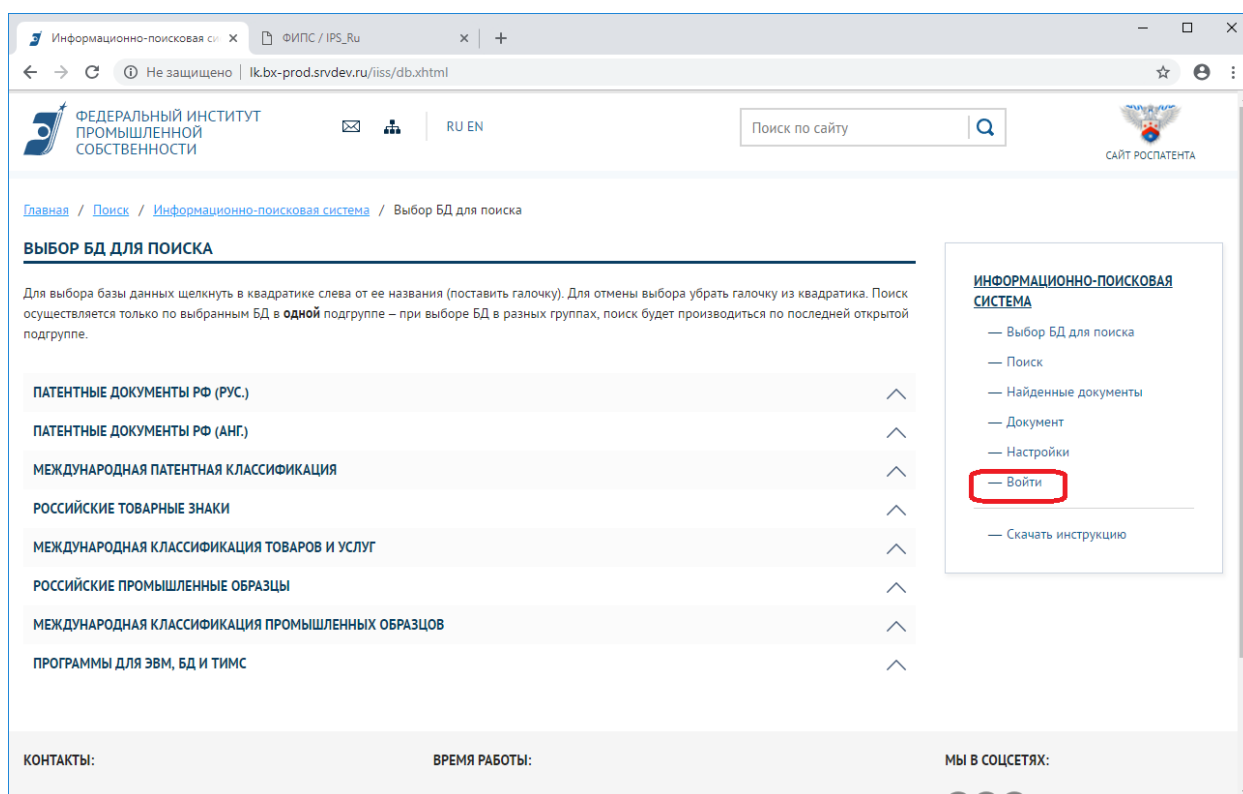 Информационно-поисковая си
ФИПС / IPS_Ru
Не защищено
lk.bx-prod.srvdev.ru/iiss/db.xhtml
ФЕДЕРАЛЬНЫЙ ИНСТИТУТ
ПРОМЫШЛЕННОЙ
СОБСТВЕННОСТИ
RU EN
Поиск по сайту
САЙТ РОСПАТЕНТА
Главная / Поиск / Информационно-поисковая система / Выбор БД для поиска
ВЫБОР БД ДЛЯ ПОИСКА
Для выбора базы данных щелкнуть в квадратике слева от ее названия (поставить галочку). Для отмены выбора убрать галочку из квадратика. Поиск
осуществляется только по выбранным БД в одной подгруппе – при выборе БД в разных группах, поиск будет производиться по последней открытой
подгруппе.
ПАТЕНТНЫЕ ДОКУМЕНТЫ РФ (РУС.)
ПАТЕНТНЫЕ ДОКУМЕНТЫ РФ (АНГ.)
МЕЖДУНАРОДНАЯ ПАТЕНТНАЯ КЛАССИФИКАЦИЯ
РОССИЙСКИЕ ТОВАРНЫЕ ЗНАКИ
МЕЖДУНАРОДНАЯ КЛАССИФИКАЦИЯ ТОВАРОВ И УСЛУГ
РОССИЙСКИЕ ПРОМЫШЛЕННЫЕ ОБРАЗЦЫ
МЕЖДУНАРОДНАЯ КЛАССИФИКАЦИЯ ПРОМЫШЛЕННЫХ ОБРАЗЦОВ
ПРОГРАММЫ ДЛЯ ЭВМ, БД И ТИМС
ИНФОРМАЦИОННО-ПОИСКОВАЯ
СИСТЕМА
— Выбор БД для поиска
— Поиск
— Найденные документы
— Документ
— Настройки
— Войти
— Скачать инструкцию
КОНТАКТЫ:
ВРЕМЯ РАБОТЫ:
МЫ В СОЦСЕТЯХ: